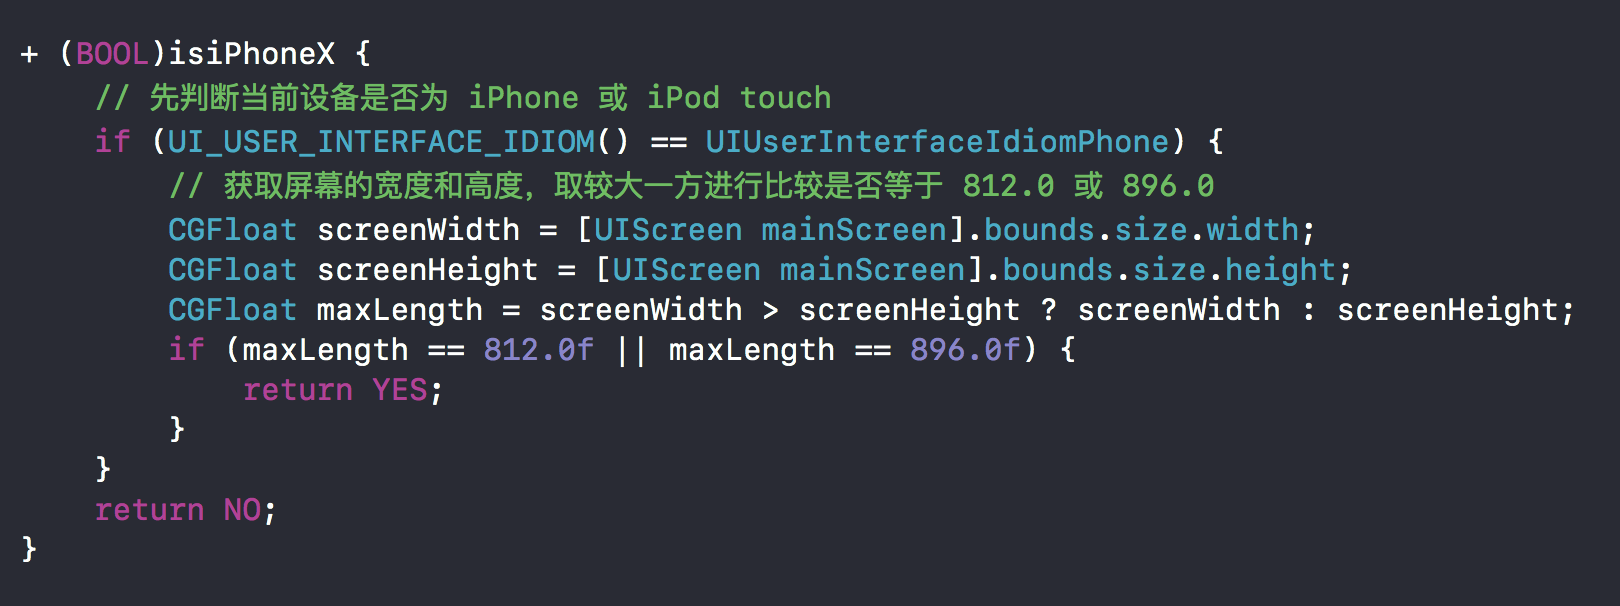 + (BOOL)isiPhoneX {
    // 先判断当前设备是否为 iPhone 或 iPod touch
    if (UI_USER_INTERFACE_IDIOM() == UIUserInterfaceIdiomPhone) {
        // 获取屏幕的宽度和高度，取较大一方进行比较是否等于 812.0 或 896.0
        CGFloat screenWidth = [UIScreen mainScreen].bounds.size.width;
        CGFloat screenHeight = [UIScreen mainScreen].bounds.size.height;
        CGFloat maxLength = screenWidth > screenHeight ? screenWidth : screenHeight;
        if (maxLength == 812.0f || maxLength == 896.0f) {
            return YES;
        }
    }
    return NO;
}